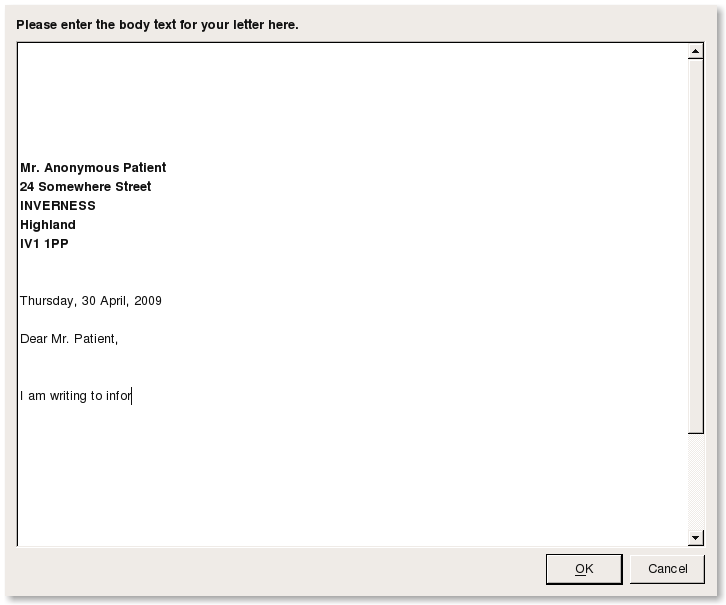 Please enter the body text for your letter here.
Mr. Anonymous Patient
24 Somewhere Street
INVERNESS
Highland
IV1 1PP
Thursday, 30 April, 2009
Dear Mr. Patient,
I am writing to infor
OK
Cancel